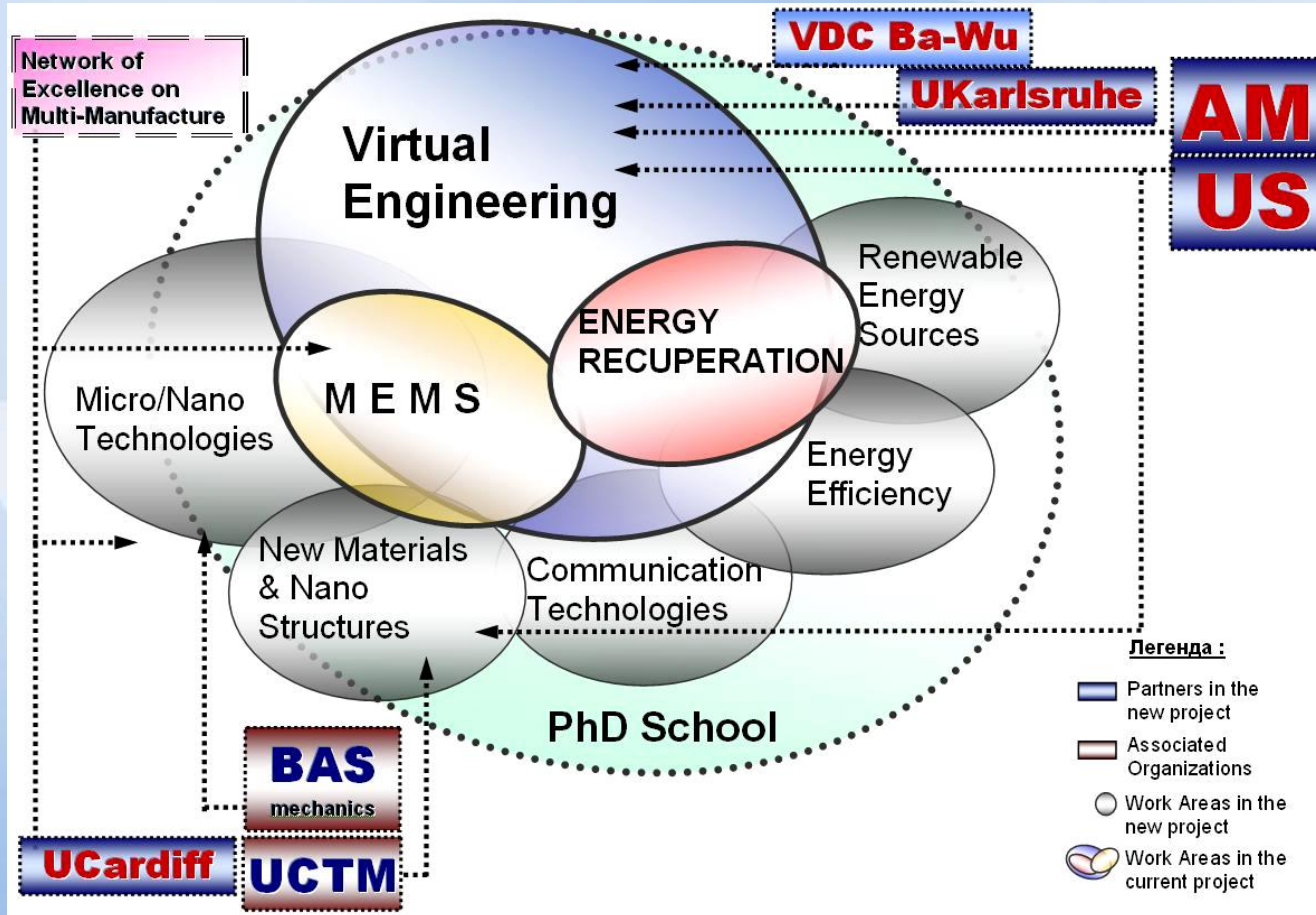 Network of
Excellence on
Multi-Manufacture
VDC Ba-Wu
UKarlsruhe
AM
US
Virtual
Engineering
Renewable
Energy
Sources
ENERGY
RECUPERATION
M E M S
Micro/Nano
Technologies
Energy
Efficiency
New Materials
& Nano
Structures
Communication
Technologies
PhD School
BAS
mechanics
UCardiff
UCTM
Легенда :
Partners in the
new project
Associated
Organizations
Work Areas in the
new project
Work Areas in the
current project